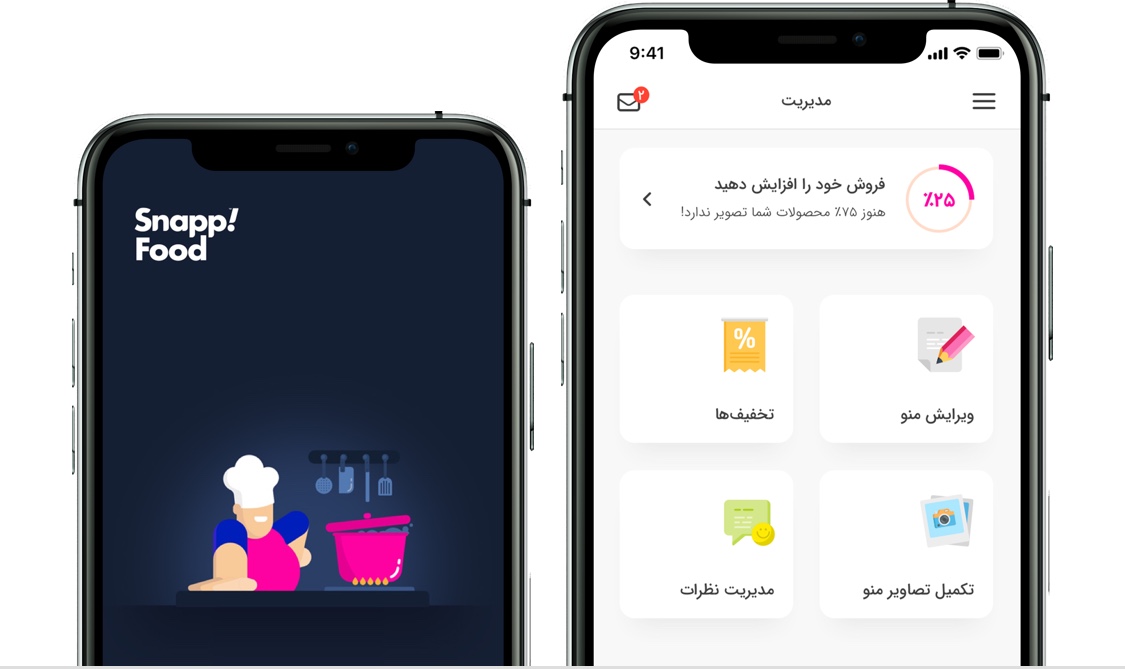 Snapp!
Food
9:41
۲
مدیریت
٪۲۵
فروش خود را افزایش دهید
هنوز ۷۵٪ محصولات شما تصویر ندارد!
%
ویرایش منو
تخفیف‌ها
تکمیل تصاویر منو
مدیریت نظرات